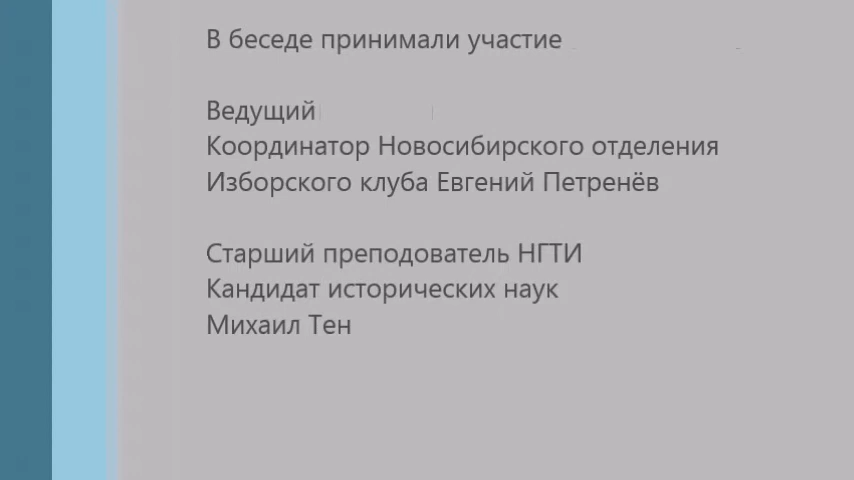 В беседе принимали участие
Ведущий
Координатор Новосибирского отделения
Изборского клуба Евгений Петренёв
Старший преподователь НГТИ
Кандидат исторических наук
Михаил Тен